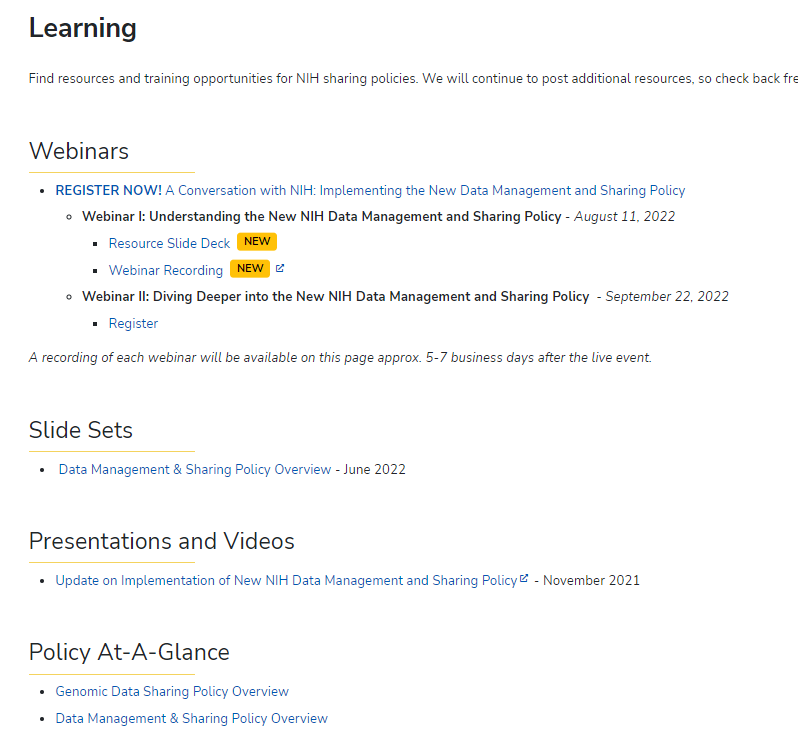 Learning
Find resources and training opportunities for NIH sharing policies. We will continue to post additional resources, so check back fre
Webinars
REGISTER NOW! A Conversation with NIH: Implementing the New Data Management and Sharing Policy
Webinar I: Understanding the New NIH Data Management and Sharing Policy - August 11, 2022
Resource Slide Deck NEW
Webinar Recording NEW
Webinar II: Diving Deeper into the New NIH Data Management and Sharing Policy - September 22, 2022
Register
A recording of each webinar will be available on this page approx. 5-7 business days after the live event.
Slide Sets
Data Management & Sharing Policy Overview - June 2022
Presentations and Videos
Update on Implementation of New NIH Data Management and Sharing Policy - November 2021
Policy At-A-Glance
Genomic Data Sharing Policy Overview
Data Management & Sharing Policy Overview